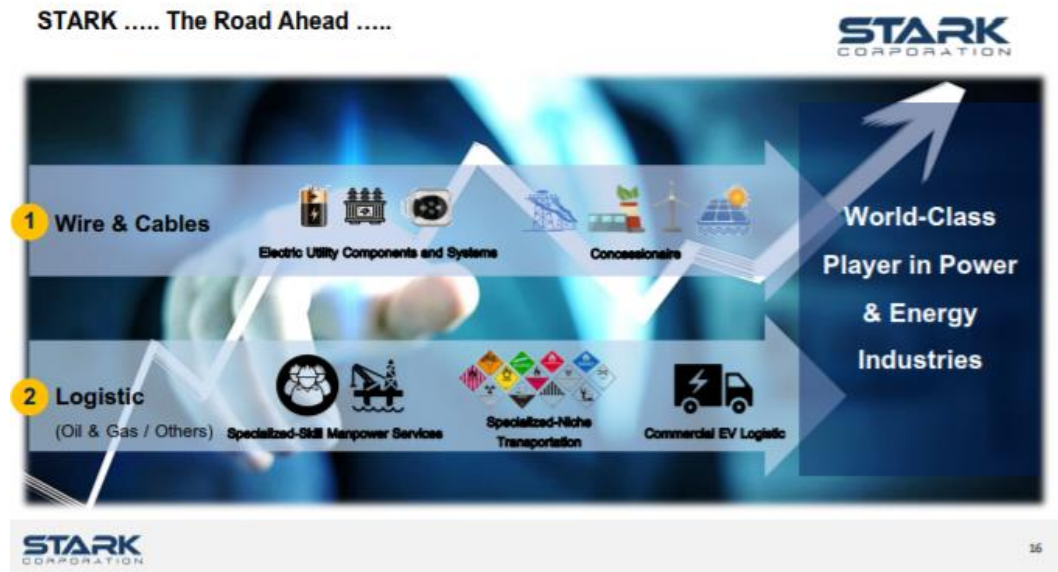 STARK ..... The Road Ahead .....
STARK
CORPORATION
1 Wire & Cables
Electric Utility Components and Systems
Concessionaire
2 Logistic
(Oil & Gas / Others)
Specialized-Skill Manpower Services
Specialized-Niche
Transportation
Commercial EV Logistic
World-Class
Player in Power
& Energy
Industries
STARK
CORPORATION
16